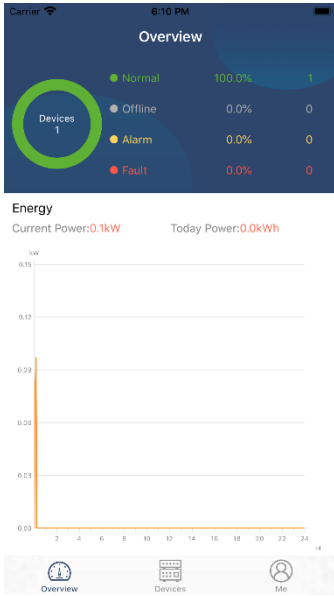 Carrier 6:10 PM
Overview
Devices
1
Normal 100.0% 1
Offline 0.0% 0
Alarm 0.0% 0
Fault 0.0% 0
Energy
Current Power:0.1kW Today Power:0.0kWh
kW
0.15
0.12
0.09
0.06
0.03
0.00
2 4 6 8 10 12 14 16 18 20 22 24
H
Overview Devices Me